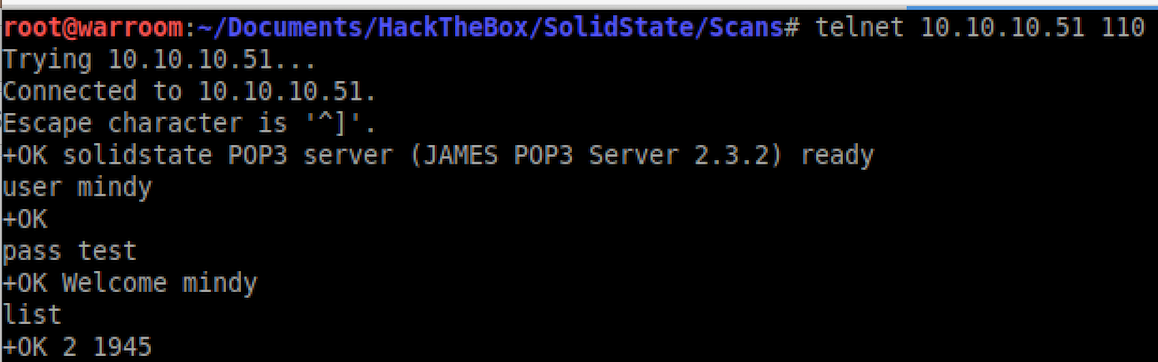 root@warroom:~/Documents/HackTheBox/SolidState/Scans# telnet 10.10.10.51 110
Trying 10.10.10.51...
Connected to 10.10.10.51.
Escape character is '^]'.
+OK solidstate POP3 server (JAMES POP3 Server 2.3.2) ready
user mindy
+OK
pass test
+OK Welcome mindy
list
+OK 2 1945